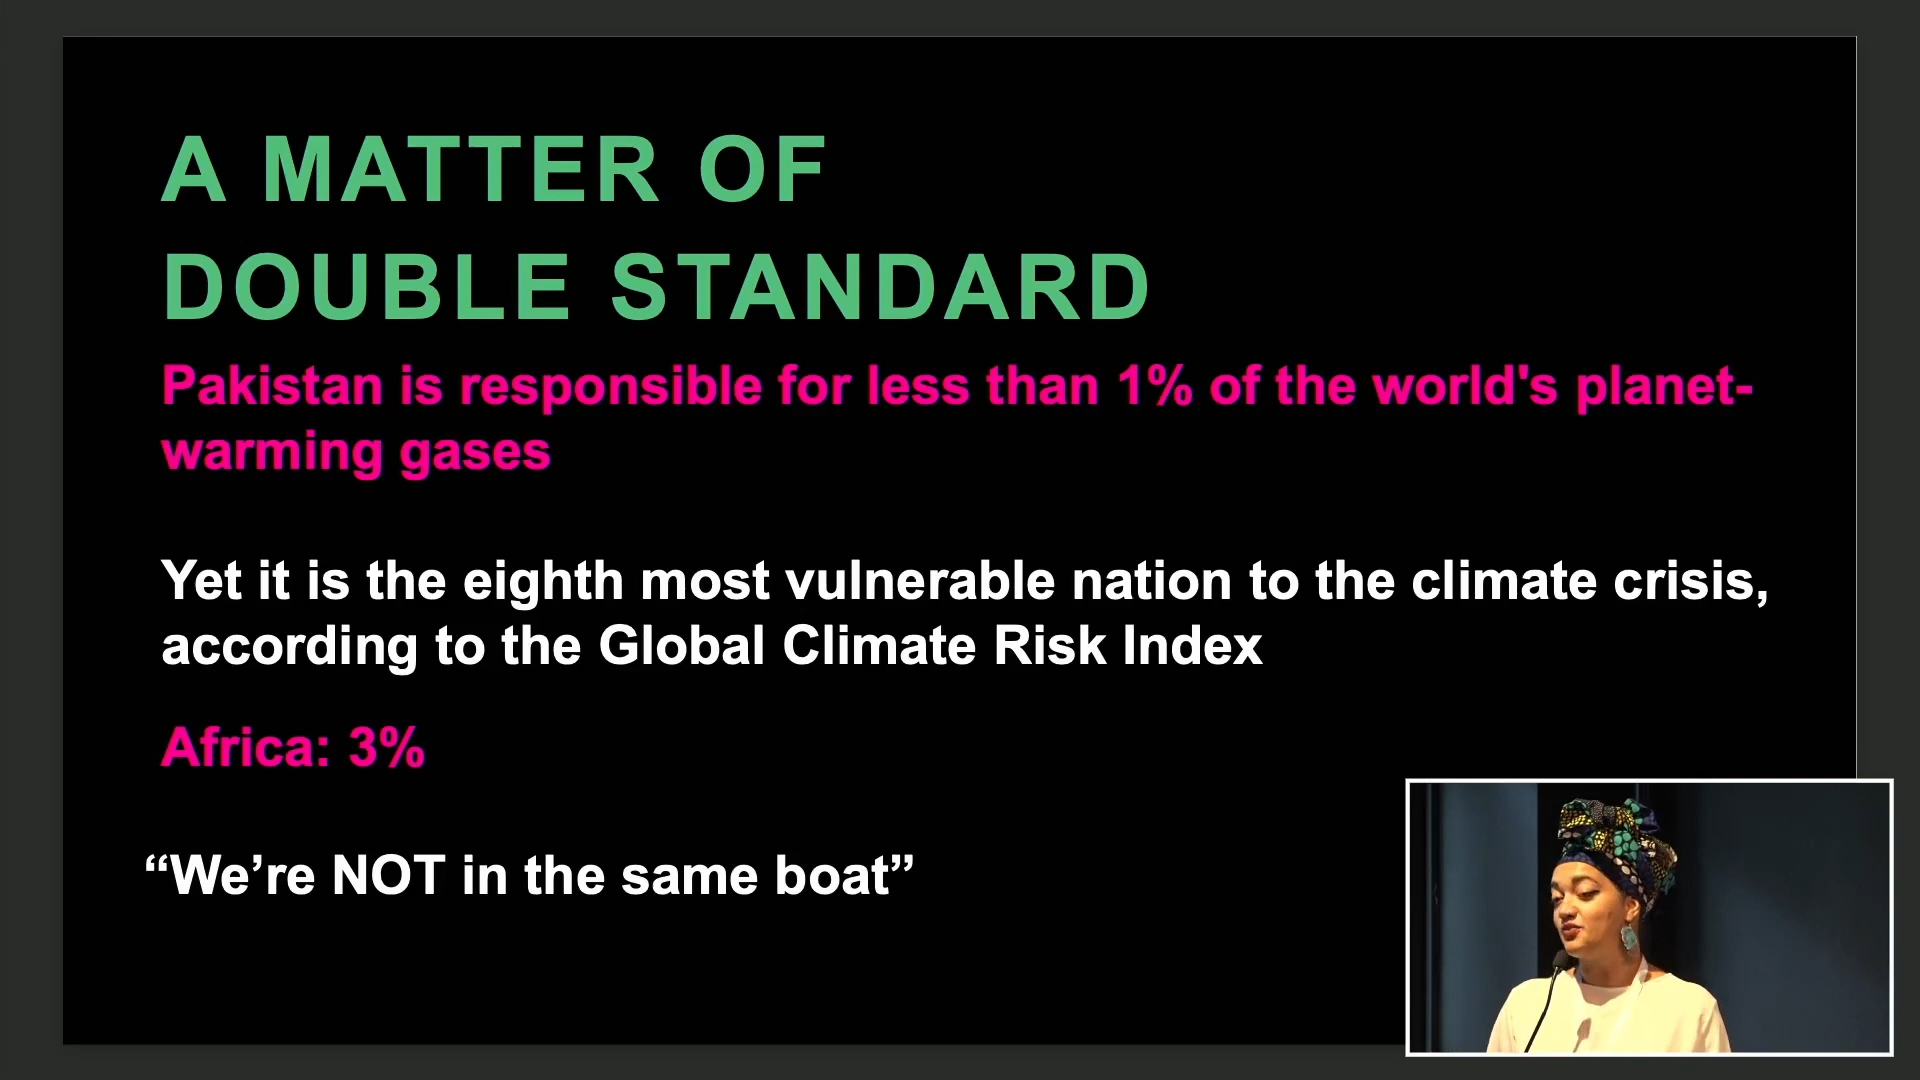 A MATTER OF
DOUBLE STANDARD
Pakistan is responsible for less than 1% of the world's planet-
warming gases
Yet it is the eighth most vulnerable nation to the climate crisis,
according to the Global Climate Risk Index
Africa: 3%
“We’re NOT in the same boat”